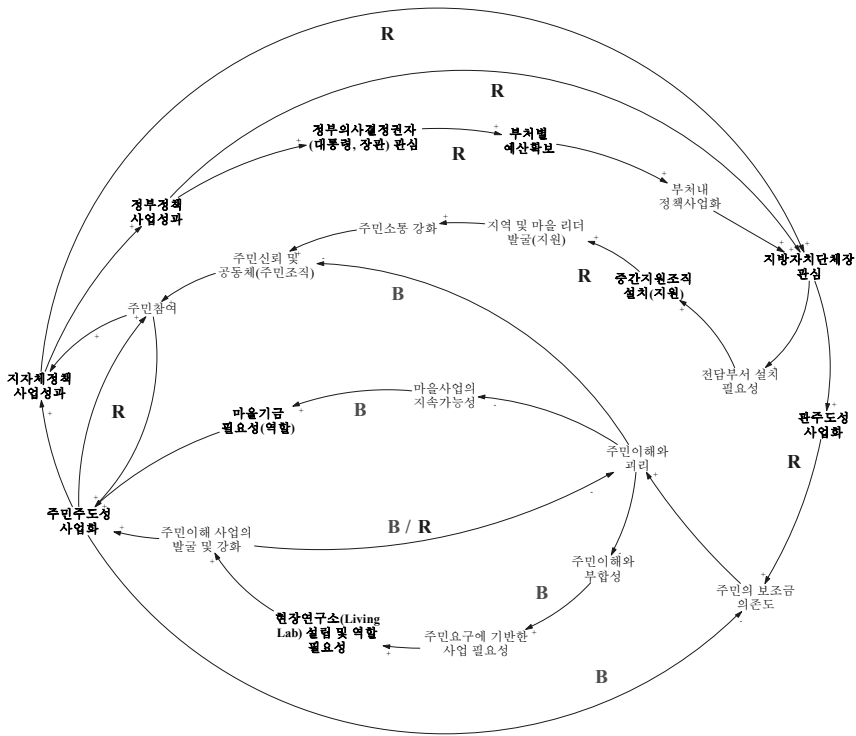 R
R
정부의사결정권자
(대통령, 장관) 관심
부처별
예산확보
R
부처내
정책사업화
정부정책
사업성과
주민소통 강화
지역 및 마을 리더
발굴(지원)
지방자치단체장
관심
주민신뢰 및
공동체(주민조직)
R
중간지원조직
설치(지원)
B
주민참여
지자체정책
사업성과
전담부서 설치
필요성
R
마을기금
필요성(역할)
B
마을사업의
지속가능성
관주도성
사업화
주민이해와
괴리
R
주민주도성
사업화
주민이해 사업의
발굴 및 강화
B / R
주민이해와
부합성
주민의 보조금
의존도
B
현장연구소(Living
Lab) 설립 및 역할
필요성
주민요구에 기반한
사업 필요성
B